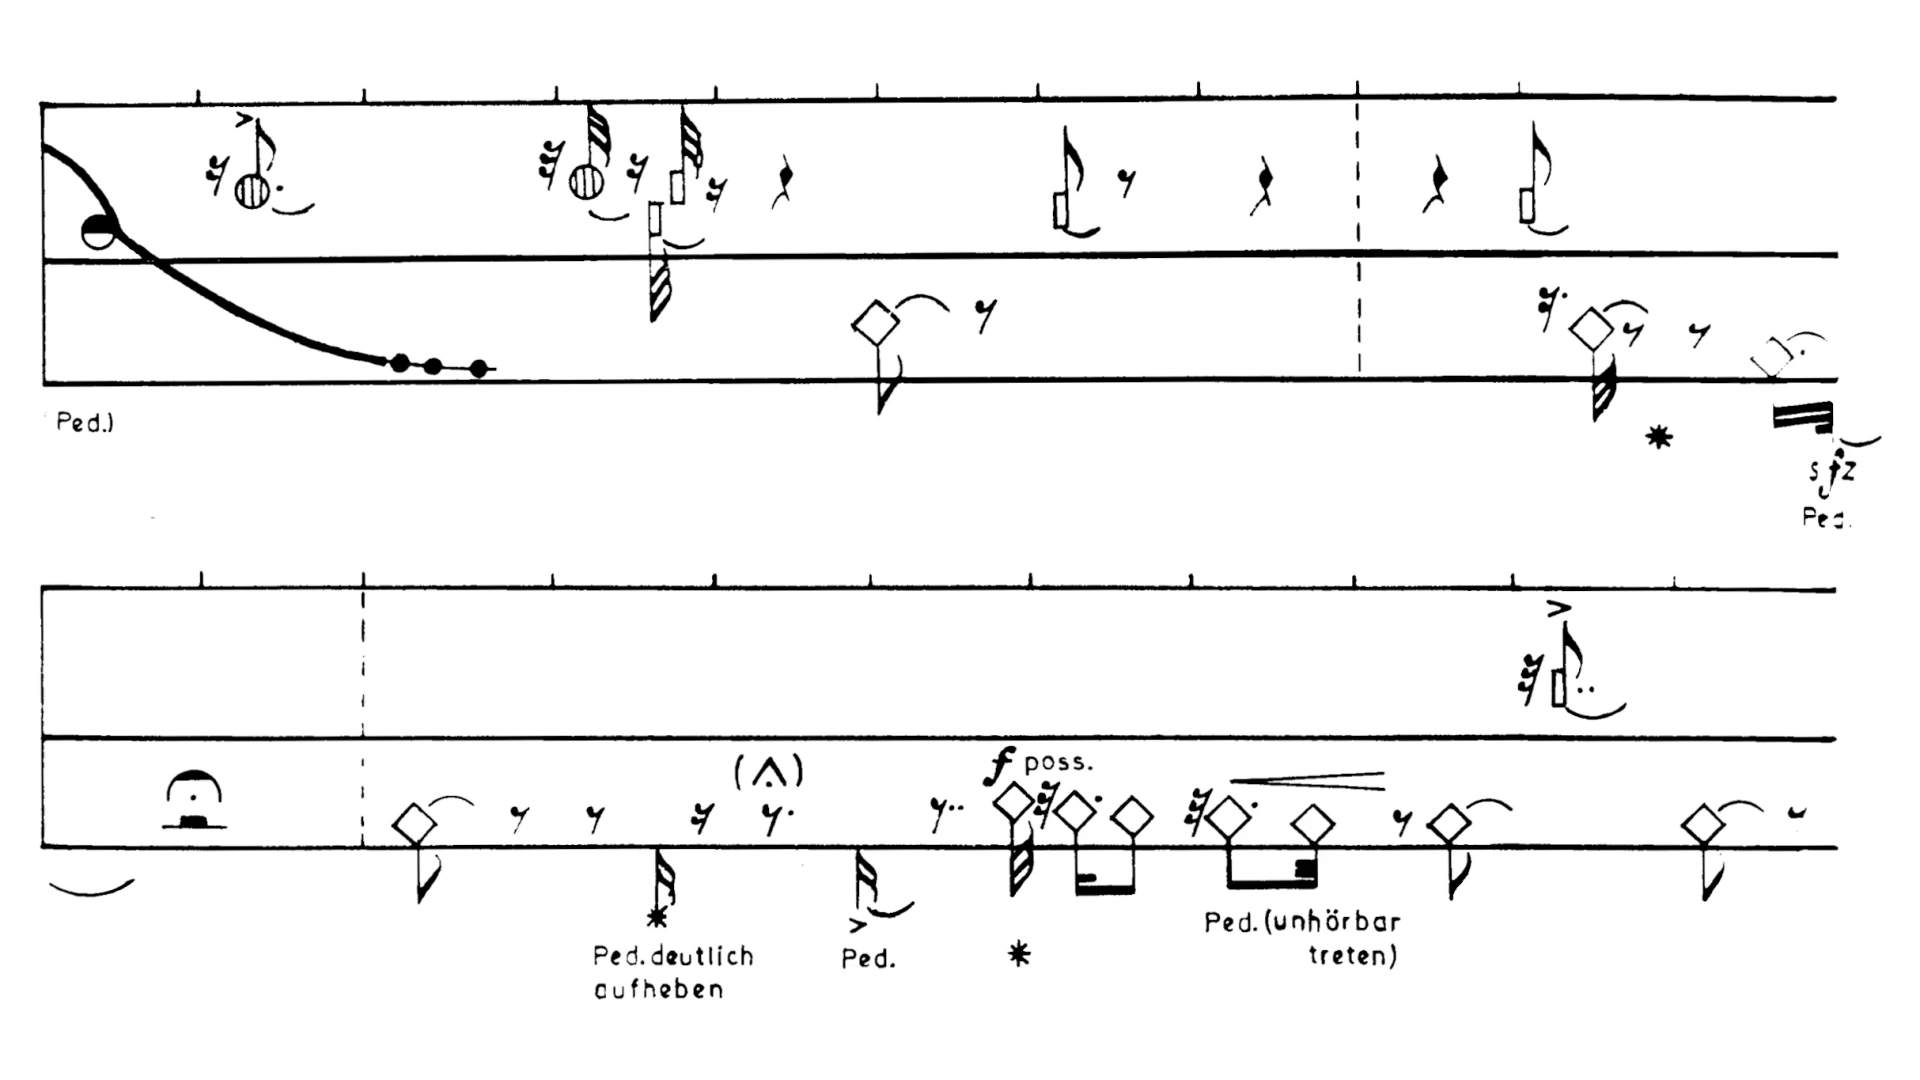 Ped.)
sfz
Ped.
f poss.
Ped. deutlich
aufheben
Ped.
Ped. (unhörbar
treten)